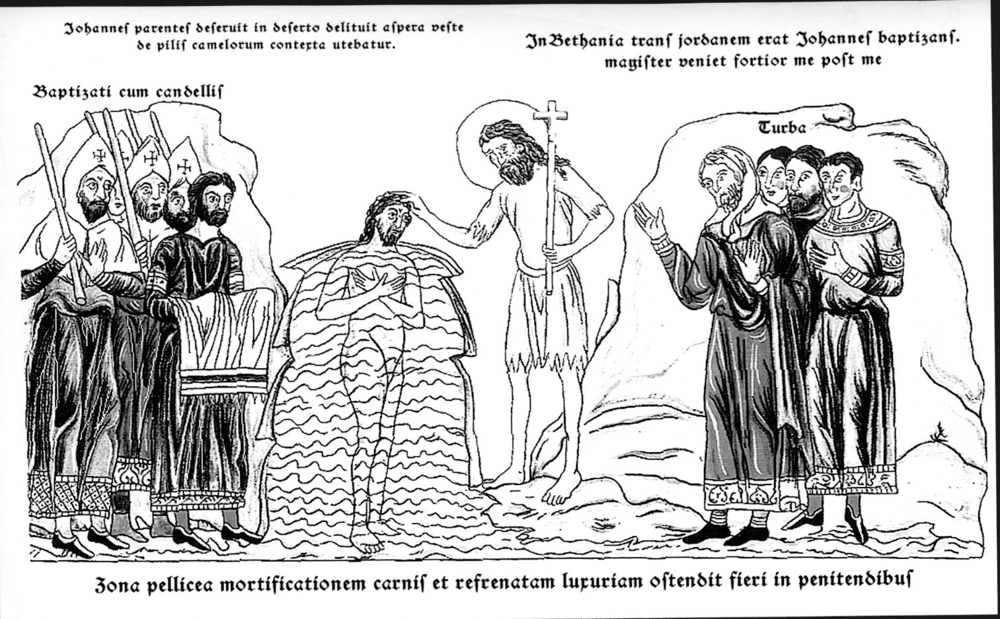 Johanneſ parenteſ deſeruit in deſerto delituit aſpera veſte
de piliſ camelorum contexta utebatur.
In Bethania tranſ jordanem erat Johanneſ baptizanſ.
magiſter veniet fortior me poſt me
Baptizati cum candelliſ
Turba
Zona pellicea mortificationem carniſ et refrenatam luxuriam oſtendit fieri in penitendibuſ